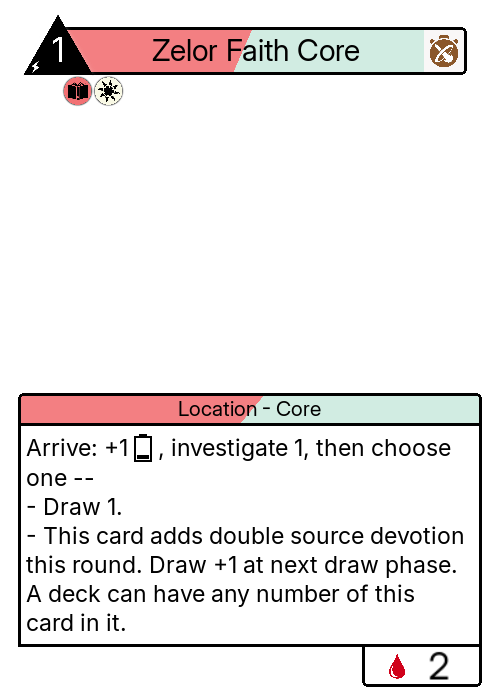 1
Zelor Faith Core
Location - Core
Arrive: +1 , investigate 1, then choose
one --
- Draw 1.
- This card adds double source devotion
this round. Draw +1 at next draw phase.
A deck can have any number of this
card in it.
2